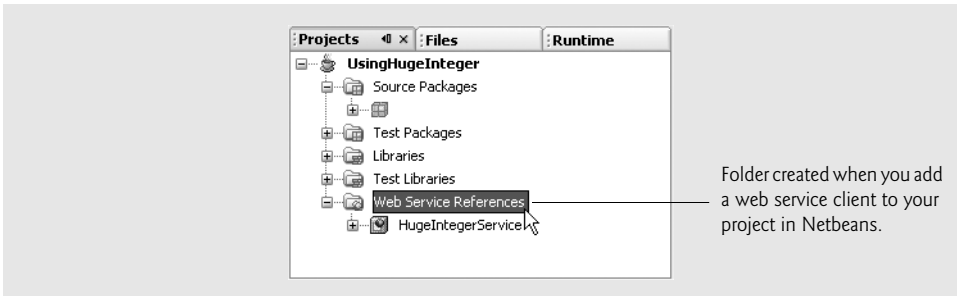 Projects Files Runtime
UsingHugeInteger
Source Packages
Test Packages
Libraries
Test Libraries
Web Service References
HugeIntegerService
Folder created when you add
a web service client to your
project in Netbeans.